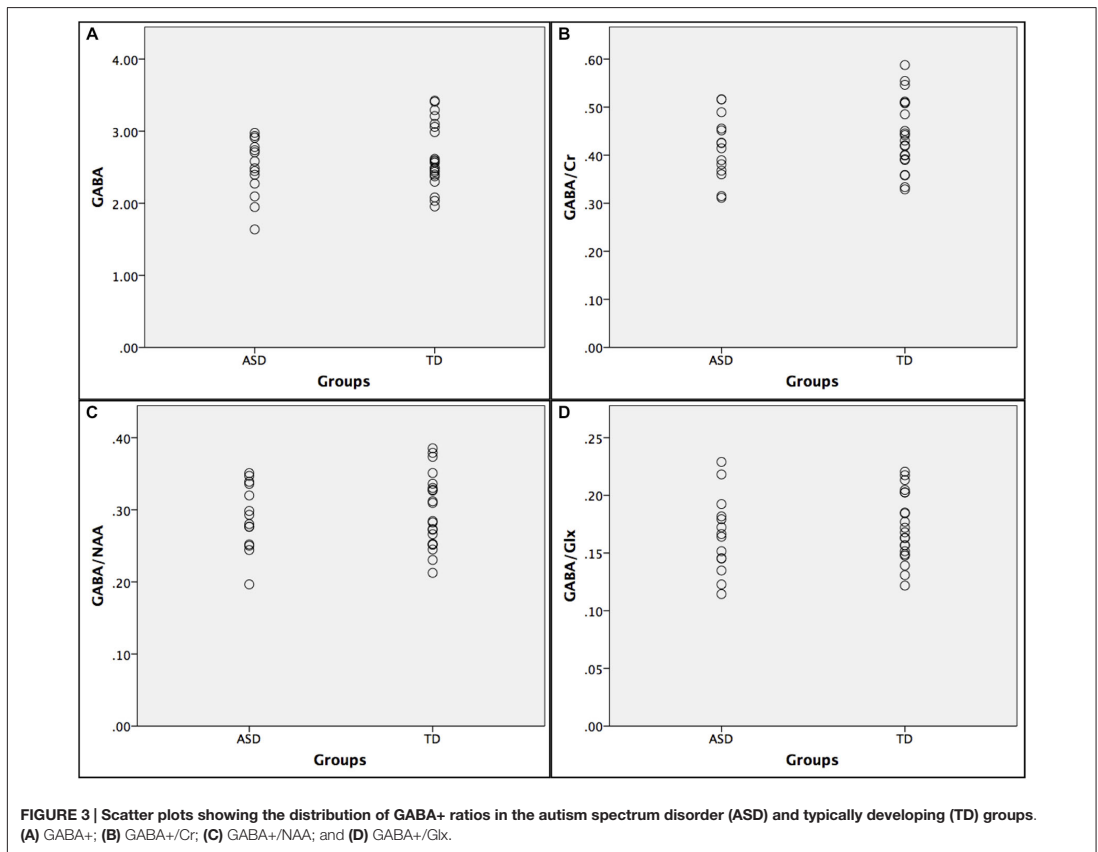 A
4.00
3.00
2.00
1.00
.00
GABA
ASD
TD
Groups
B
.60
.50
.40
.30
.20
.10
.00
GABA/Cr
ASD
TD
Groups
C
.40
.30
.20
.10
.00
GABA/NAA
ASD
TD
Groups
D
.25
.20
.15
.10
.05
.00
GABA/Glx
ASD
TD
Groups
FIGURE 3 | Scatter plots showing the distribution of GABA+ ratios in the autism spectrum disorder (ASD) and typically developing (TD) groups.
(A) GABA+; (B) GABA+/Cr; (C) GABA+/NAA; and (D) GABA+/Glx.